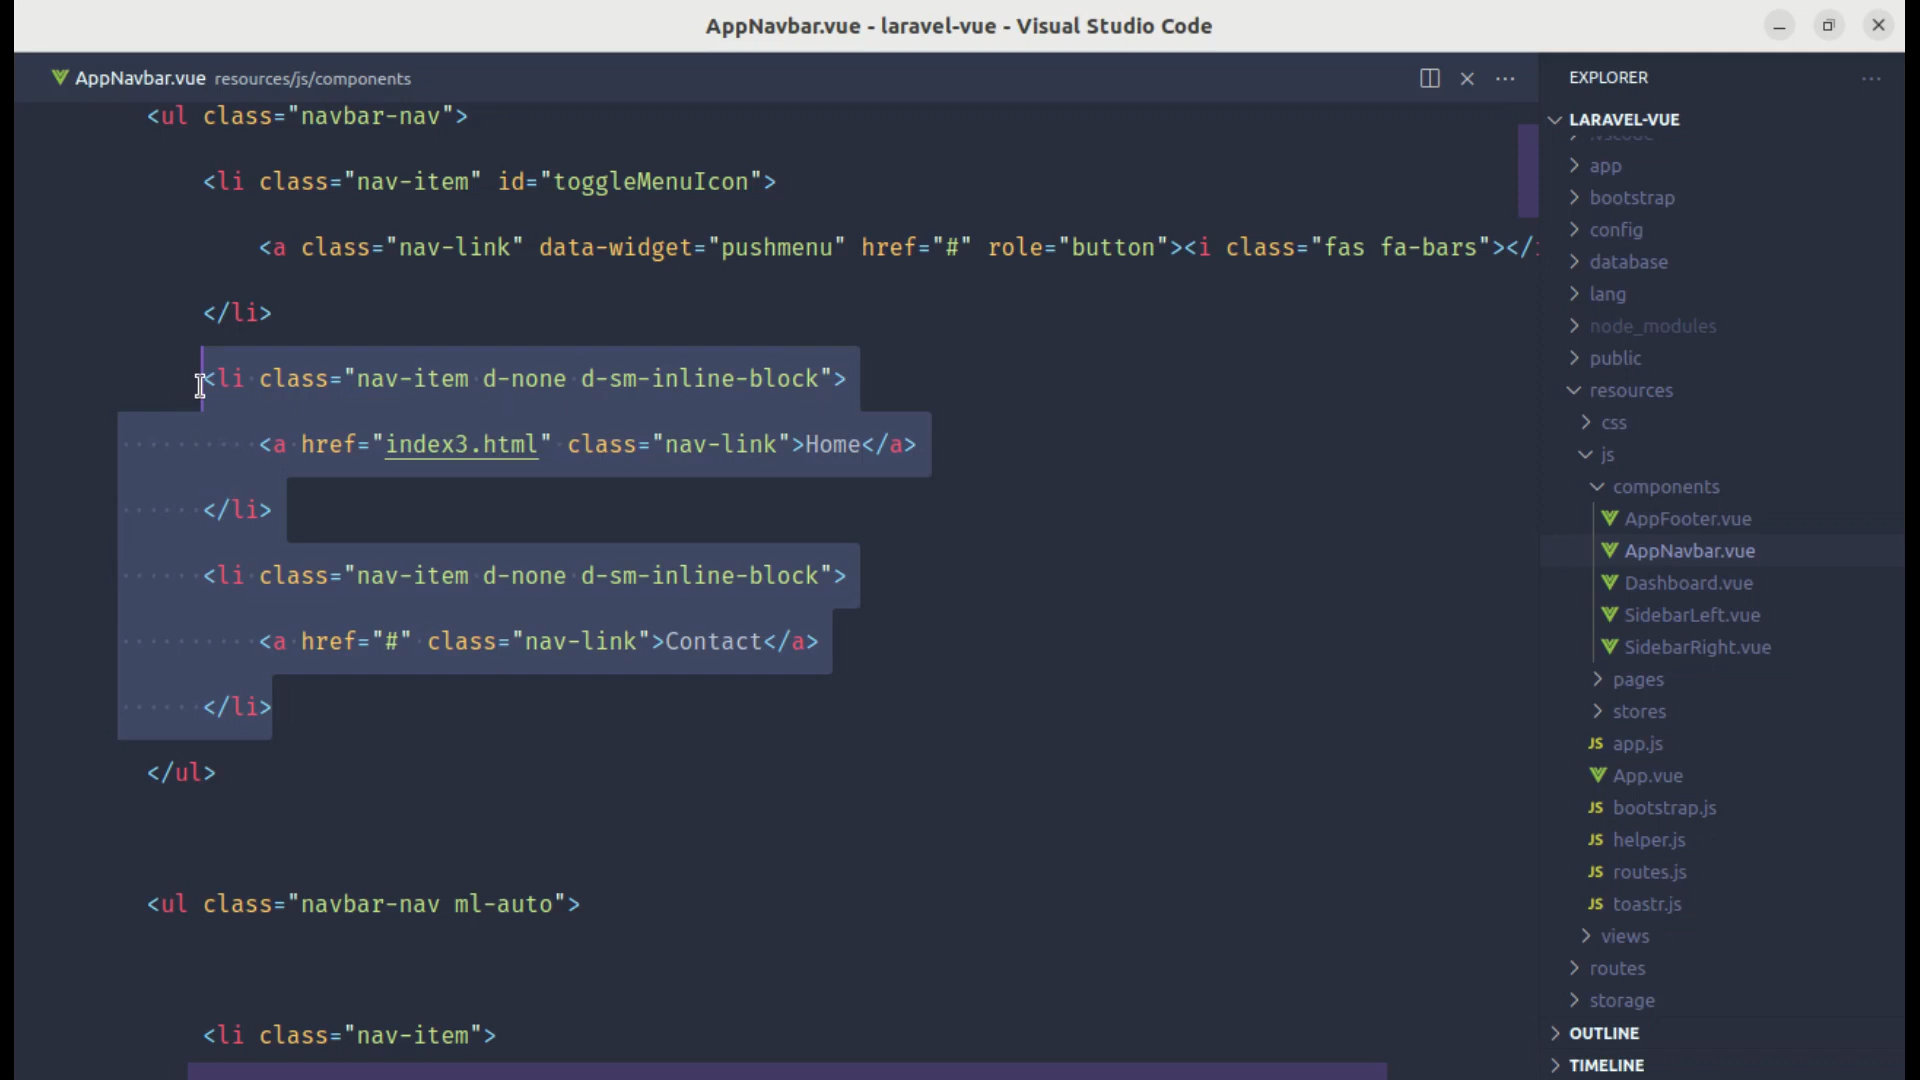 AppNavbar.vue - laravel-vue - Visual Studio Code
AppNavbar.vue resources/js/components
<ul class="navbar-nav">
<li class="nav-item" id="toggleMenuIcon">
<a class="nav-link" data-widget="pushmenu" href="#" role="button"><i class="fas fa-bars"></i
</li>
<li class="nav-item d-none d-sm-inline-block">
<a href="index3.html" class="nav-link">Home</a>
</li>
<li class="nav-item d-none d-sm-inline-block">
<a href="#" class="nav-link">Contact</a>
</li>
</ul>
<ul class="navbar-nav ml-auto">
<li class="nav-item">
EXPLORER
LARAVEL-VUE
.vscode
app
bootstrap
config
database
lang
node_modules
public
resources
css
js
components
AppFooter.vue
AppNavbar.vue
Dashboard.vue
SidebarLeft.vue
SidebarRight.vue
pages
stores
JS app.js
App.vue
JS bootstrap.js
JS helper.js
JS routes.js
JS toastr.js
views
routes
storage
OUTLINE
TIMELINE